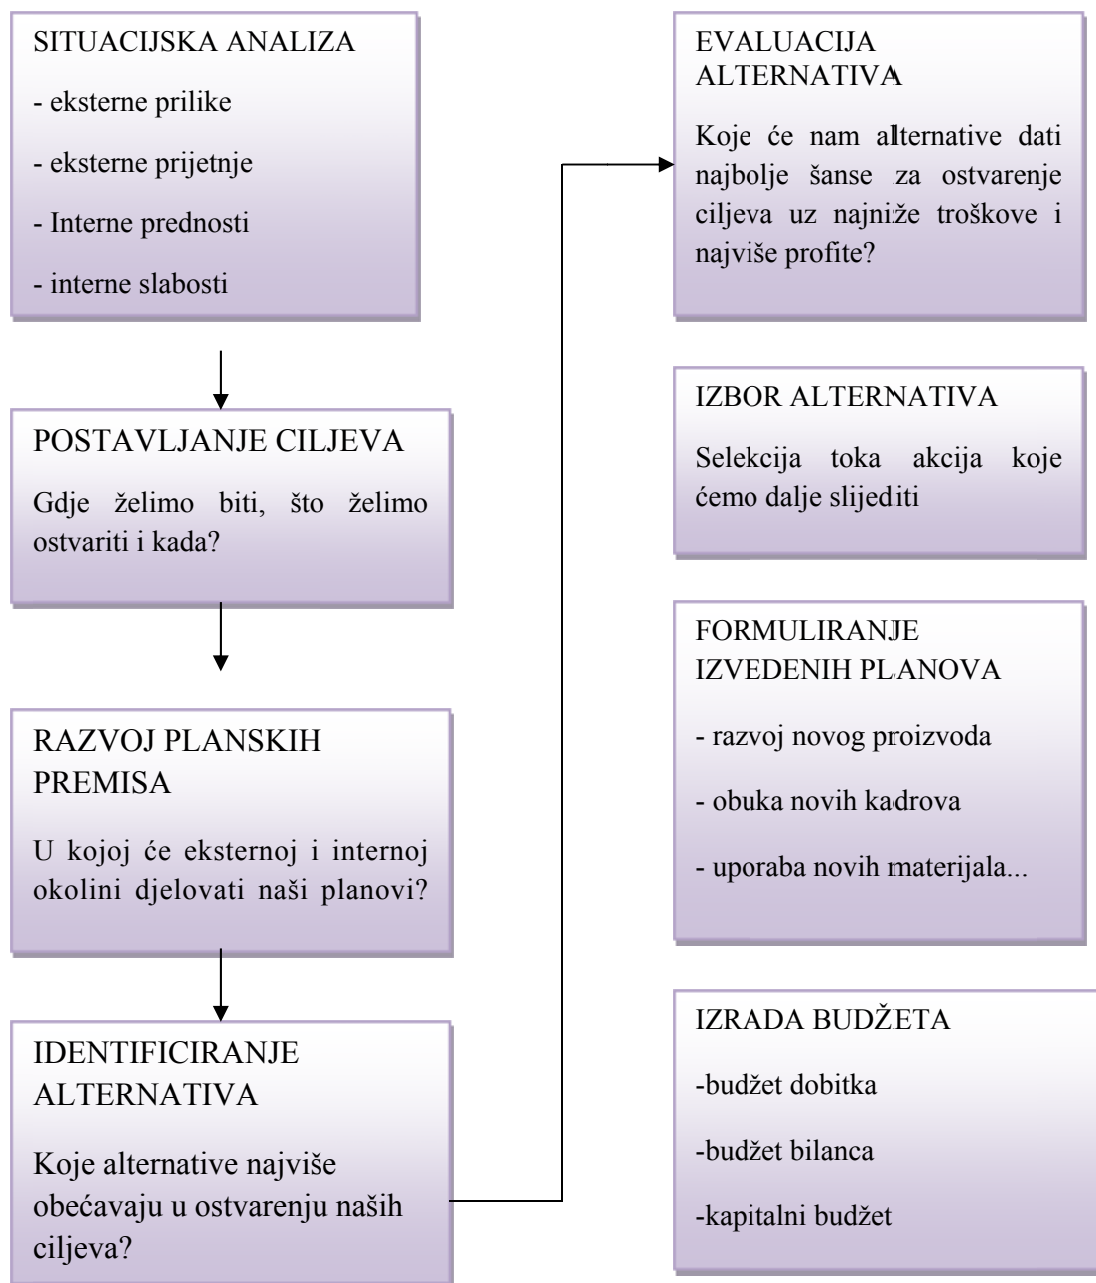 SITUACIJSKA ANALIZA
- eksterne prilike
- eksterne prijetnje
- Interne prednosti
- interne slabosti
POSTAVLJANJE CILJEVA
Gdje želimo biti, što želimo
ostvariti i kada?
RAZVOJ PLANSKIH
PREMISA
U kojoj će eksternoj i internoj
okolini djelovati naši planovi?
IDENTIFICIRANJE
ALTERNATIVA
Koje alternative najviše
obećavaju u ostvarenju naših
ciljeva?
EVALUACIJA
ALTERNATIVA
Koje će nam alternative dati
najbolje šanse za ostvarenje
ciljeva uz najniže troškove i
najviše profite?
IZBOR ALTERNATIVA
Selekcija toka akcija koje
ćemo dalje slijediti
FORMULIRANJE
IZVEDENIH PLANOVA
- razvoj novog proizvoda
- obuka novih kadrova
- uporaba novih materijala...
IZRADA BUDŽETA
-budžet dobitka
-budžet bilanca
-kapitalni budžet